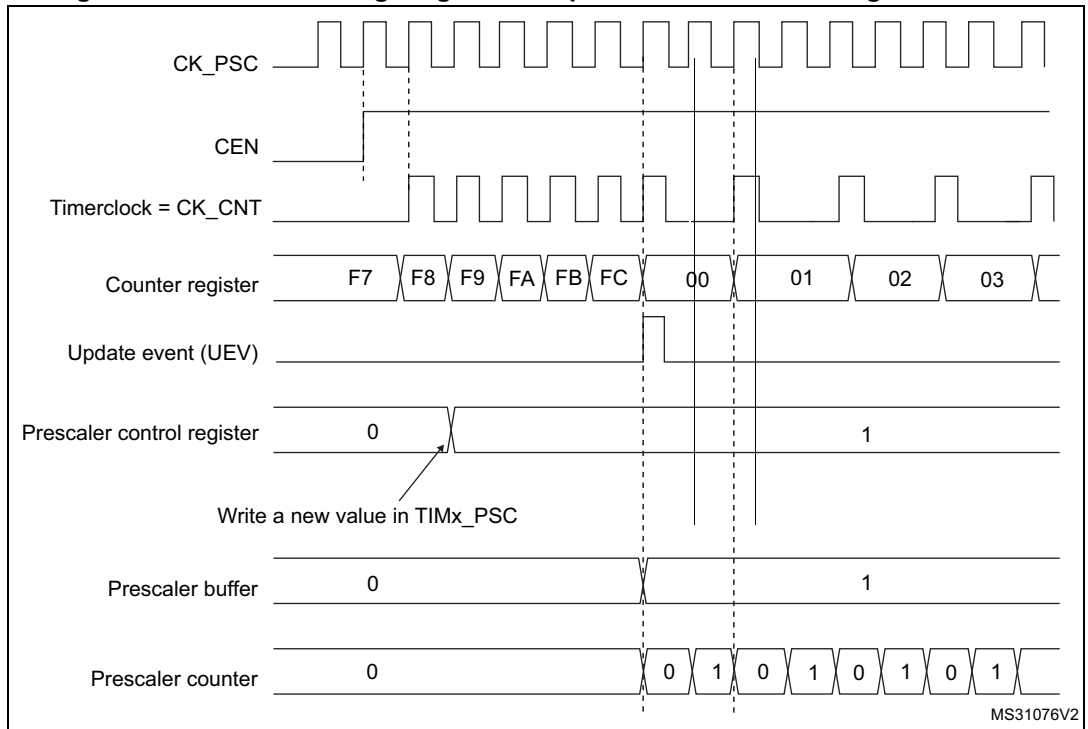 CK_PSC
CEN
Timerclock = CK_CNT
Counter register F7 F8 F9 FA FB FC 00 01 02 03
Update event (UEV)
Prescaler control register 0 1
Write a new value in TIMx_PSC
Prescaler buffer 0 1
Prescaler counter 0 0 1 0 1 0 1 0 1
MS31076V2